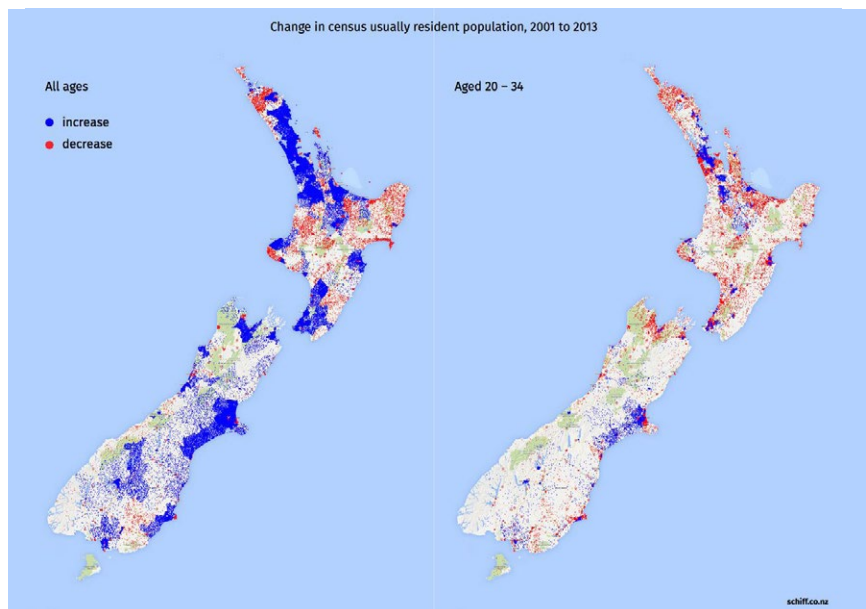 Change in census usually resident population, 2001 to 2013
All ages
increase
decrease
Aged 20 – 34
schiff.co.nz